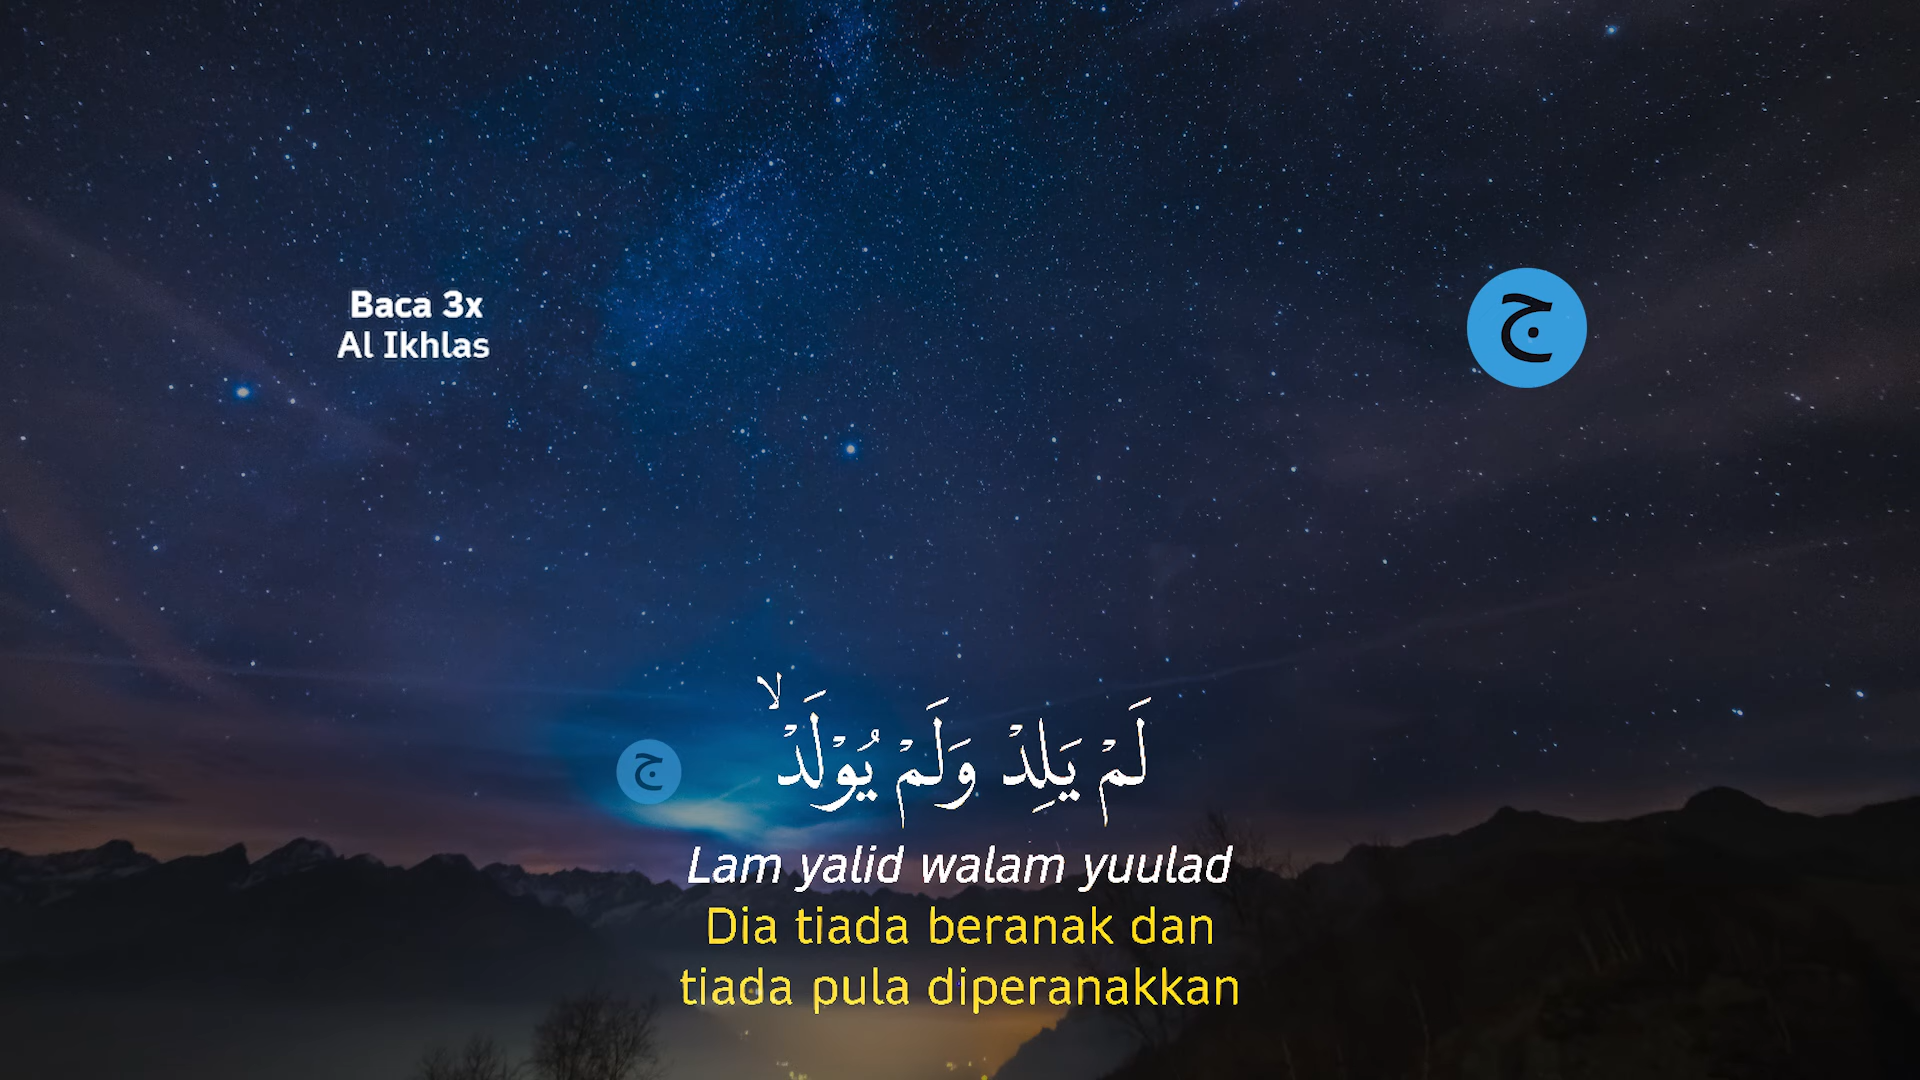 Baca 3x
Al Ikhlas
ج
لَمْ يَلِدْ وَلَمْ يُوْلَدْۙ
ج
Lam yalid walam yuulad
Dia tiada beranak dan
tiada pula diperanakkan